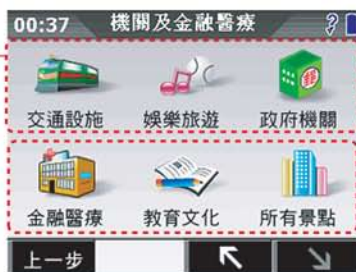 00:37 機關及金融醫療 ?
交通設施 娛樂旅遊 政府機關
金融醫療 教育文化 所有景點
上一步